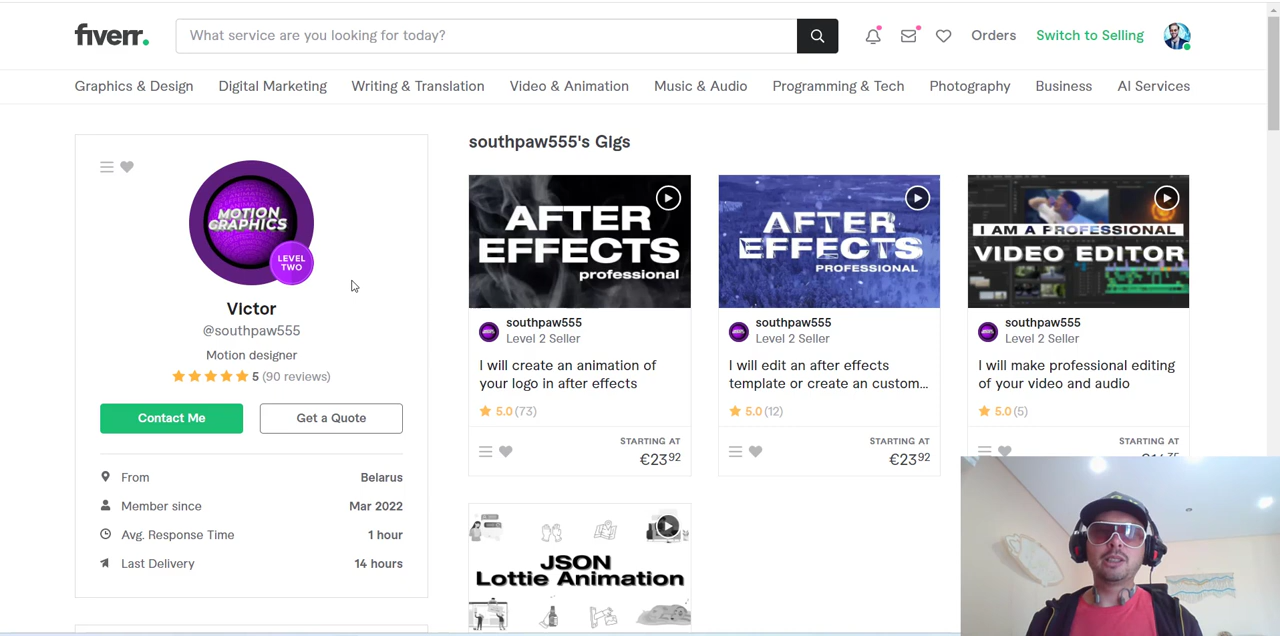 fiverr.
What service are you looking for today?
Orders
Switch to Selling
Graphics & Design
Digital Marketing
Writing & Translation
Video & Animation
Music & Audio
Programming & Tech
Photography
Business
AI Services
MOTION
GRAPHICS
LEVEL
TWO
Victor
@southpaw555
Motion designer
5 (90 reviews)
Contact Me
Get a Quote
From
Belarus
Member since
Mar 2022
Avg. Response Time
1 hour
Last Delivery
14 hours
southpaw555's Gigs
AFTER
EFFECTS
professional
southpaw555
Level 2 Seller
I will create an animation of
your logo in after effects
5.0 (73)
STARTING AT
€23 92
AFTER
EFFECTS
PROFESSIONAL
southpaw555
Level 2 Seller
I will edit an after effects
template or create an custom...
5.0 (12)
STARTING AT
€23 92
I AM A PROFESSIONAL
VIDEO EDITOR
southpaw555
Level 2 Seller
I will make professional editing
of your video and audio
5.0 (5)
STARTING AT
JSON
Lottie Animation